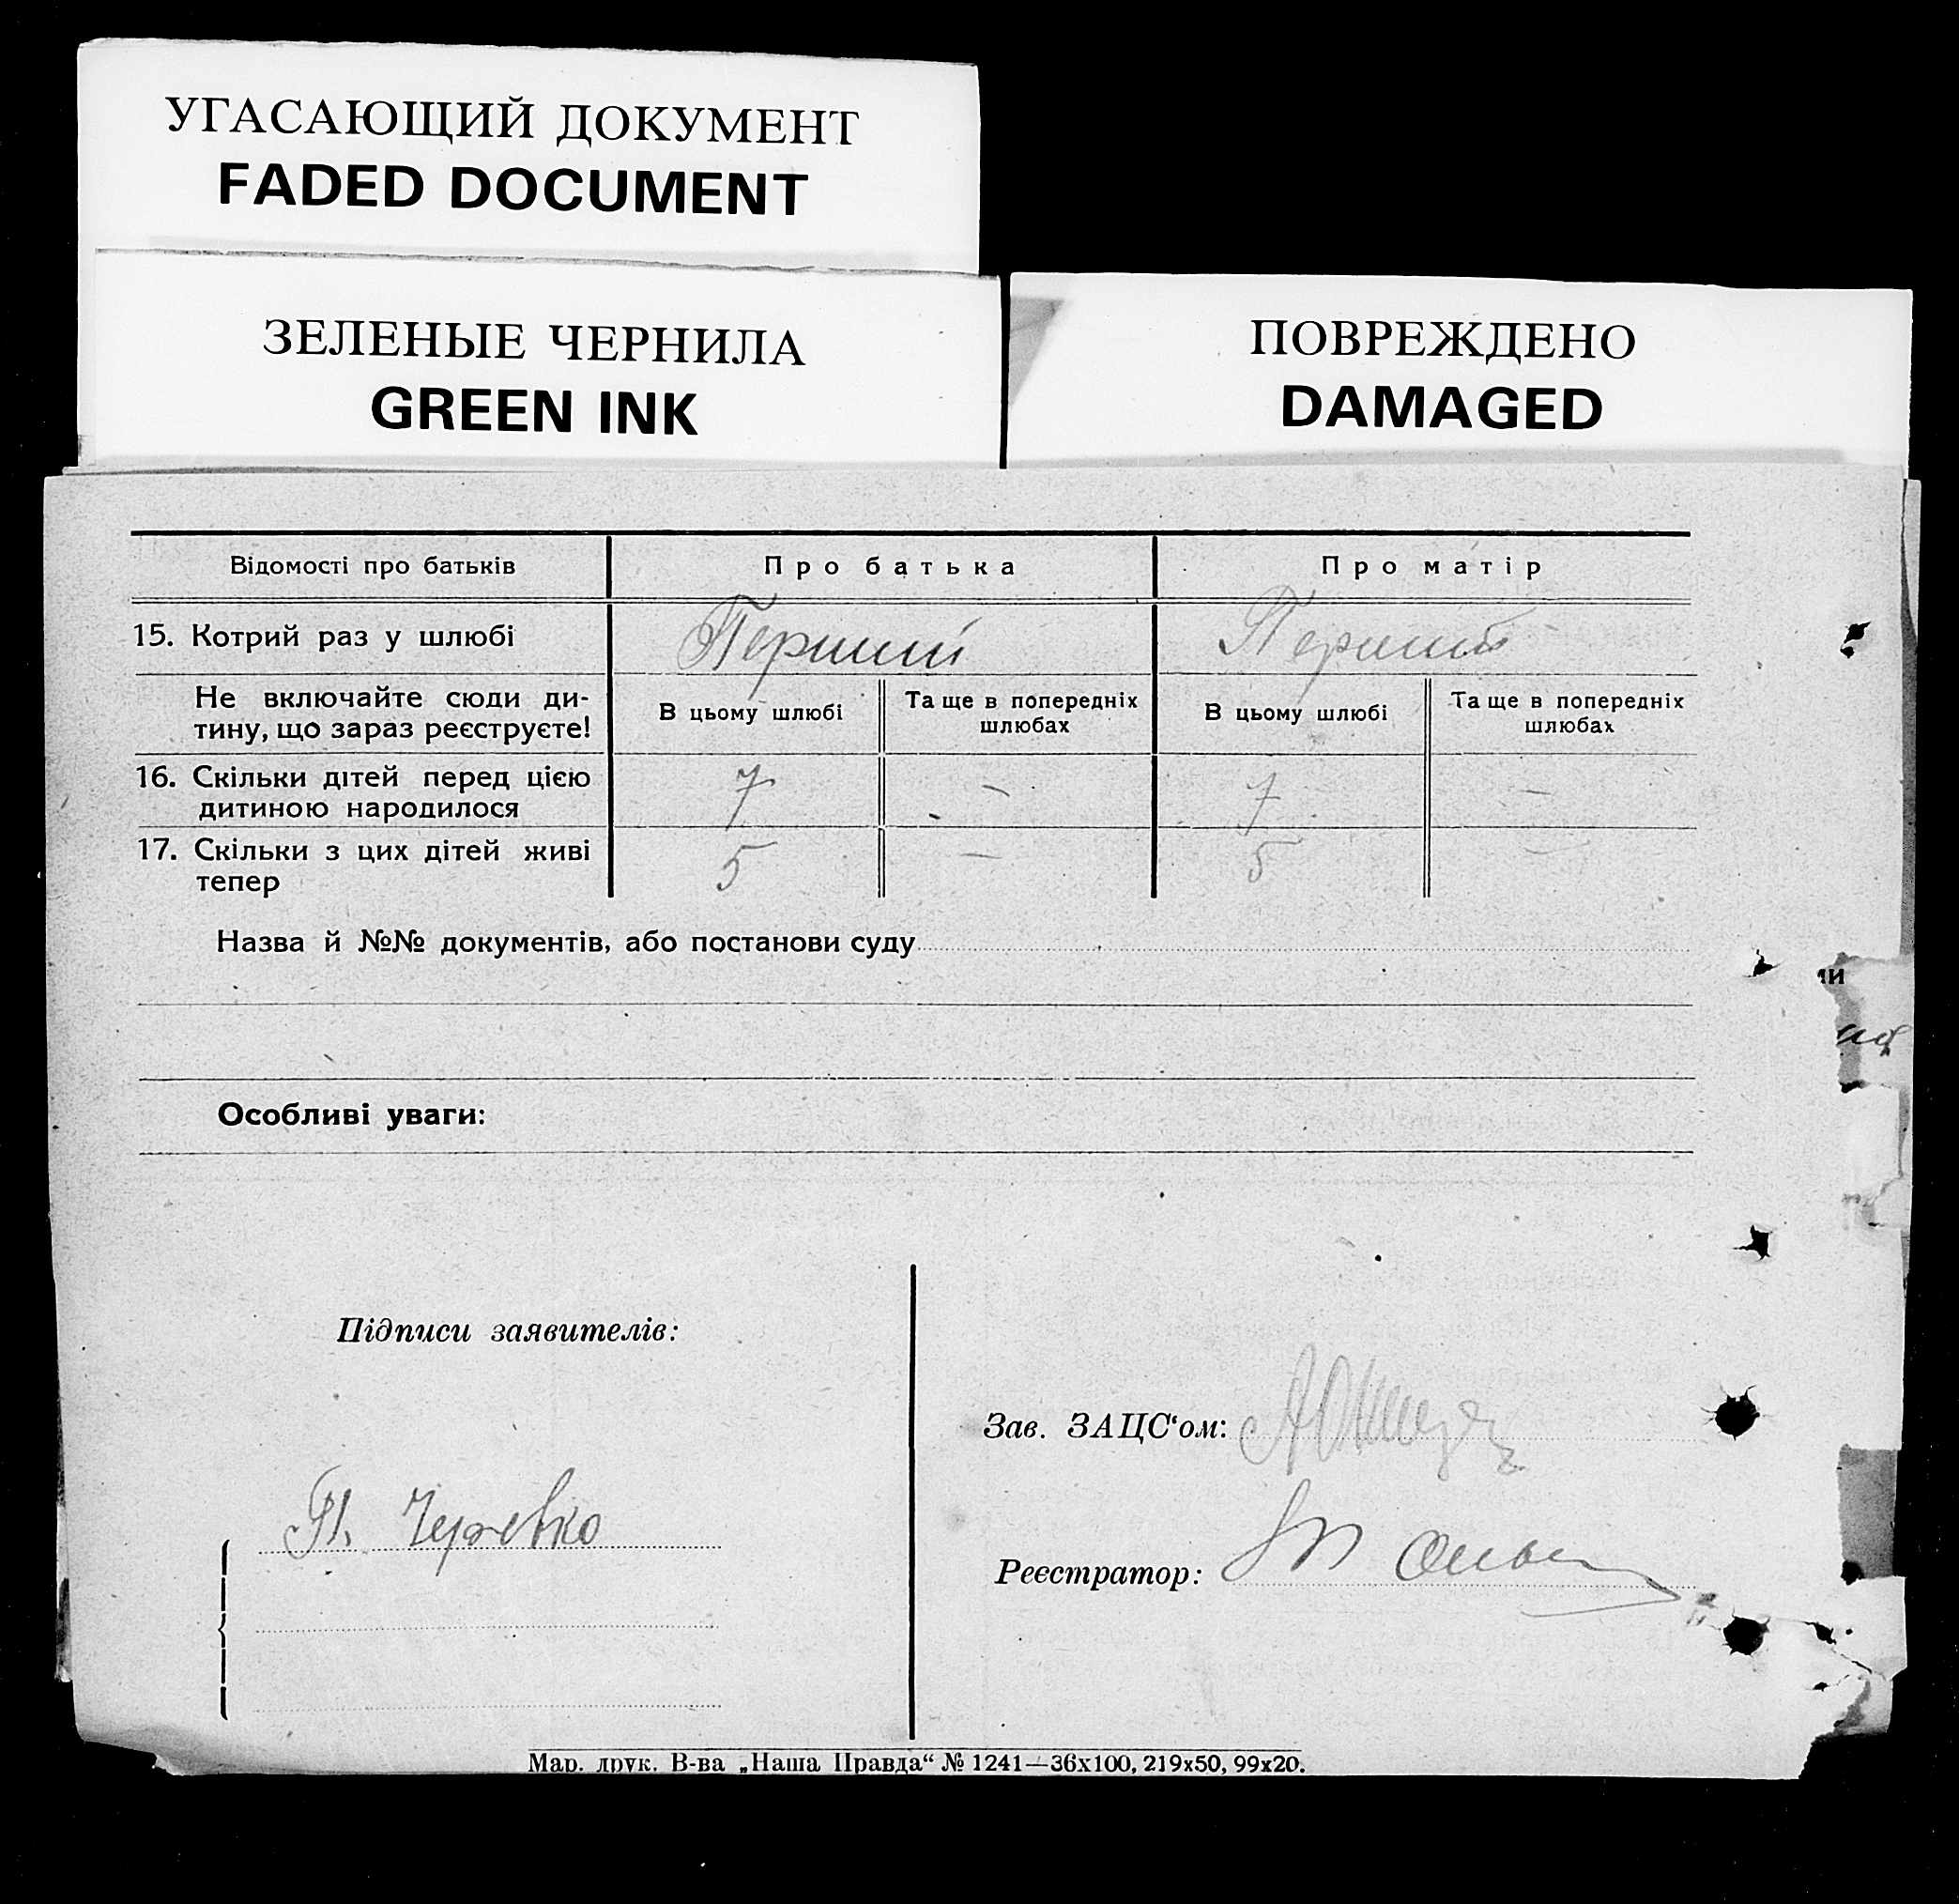 УГАСАЮЩИЙ ДОКУМЕНТ
FADED DOCUMENT
ЗЕЛЕНЫЕ ЧЕРНИЛА
GREEN INK
ПОВРЕЖДЕНО
DAMAGED
Відомості про батьків Про батька Про матір
15. Котрий раз у шлюбі Перший Перший
Не включайте сюди ди-
тину, що зараз реєструєте!
В цьому шлюбі
Та ще в попередніх
шлюбах
В цьому шлюбі
Та ще в попередніх
шлюбах
16. Скільки дітей перед цією
дитиною народилося
7 — 7 —
17. Скільки з цих дітей живі
тепер
5 — 5 —
Назва й №№ документів, або постанови суду
Особливі уваги:
Підписи заявителів:
Черевко
Зав. ЗАЦС‘ом:
Реєстратор:
Мар. друк. В-ва „Наша Правда“ № 1241—36х100, 219х50, 99х20.